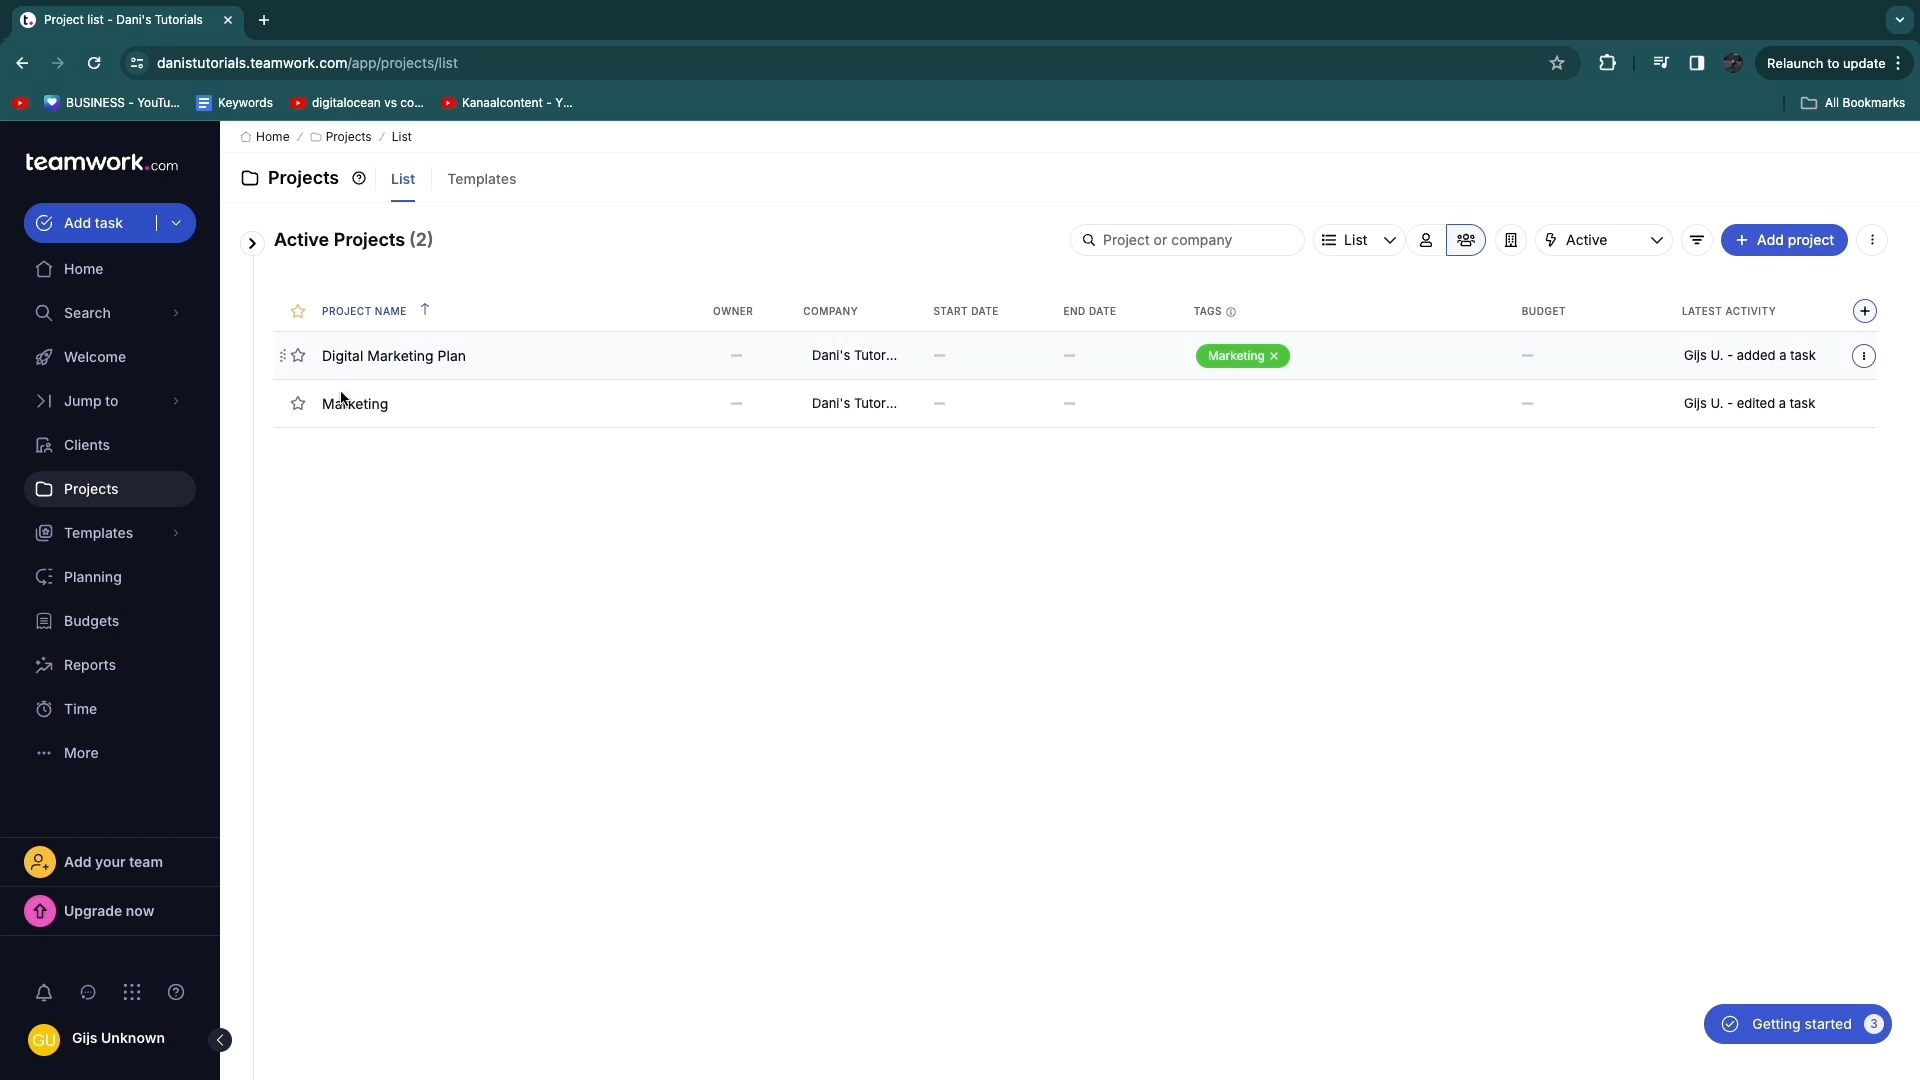 Project list - Dani's Tutorials
danistutorials.teamwork.com/app/projects/list
Relaunch to update
BUSINESS - YouTu...
Keywords
digitalocean vs co...
Kanaalcontent - Y...
All Bookmarks
teamwork.com
Add task
Home
Search
Welcome
Jump to
Clients
Projects
Templates
Planning
Budgets
Reports
Time
More
Add your team
Upgrade now
GU Gijs Unknown
Home / Projects / List
Projects List Templates
Active Projects (2)
Project or company
List
Active
+ Add project
PROJECT NAME OWNER COMPANY START DATE END DATE TAGS BUDGET LATEST ACTIVITY
Digital Marketing Plan — Dani's Tutor... — — Marketing × — Gijs U. - added a task
Marketing — Dani's Tutor... — — — Gijs U. - edited a task
Getting started 3